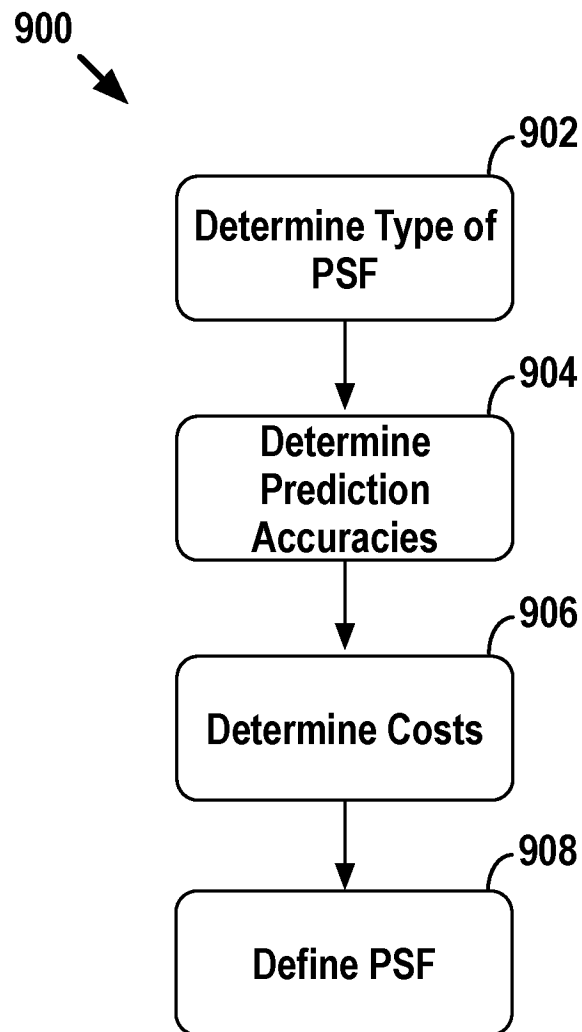 900
902
Determine Type of
PSF
904
Determine
Prediction
Accuracies
906
Determine Costs
908
Define PSF